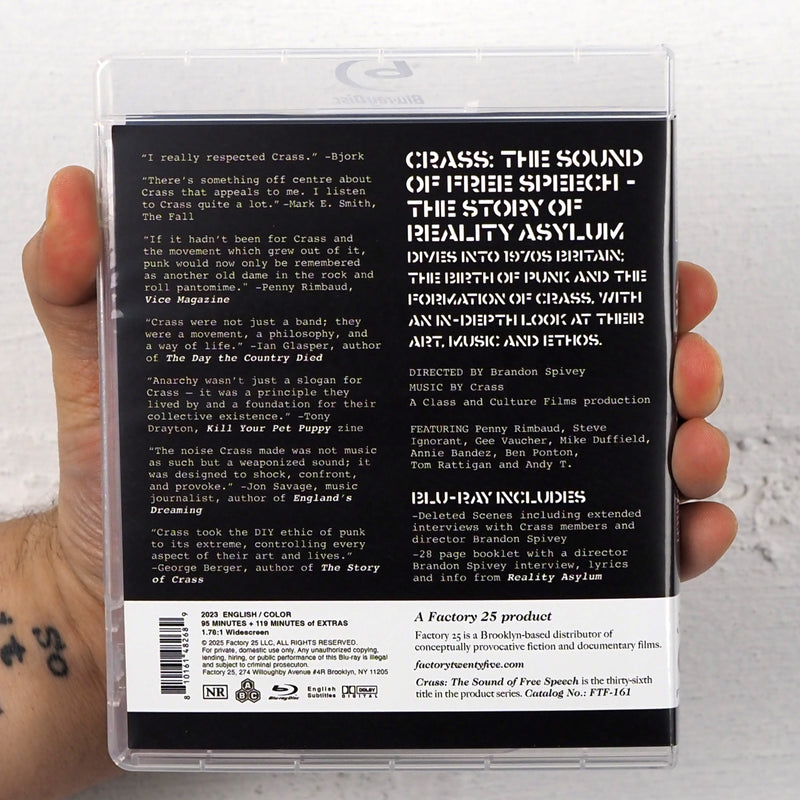 Blu-ray Disc
"I really respected Crass." -Bjork
"There's something off centre about
Crass that appeals to me. I listen
to Crass quite a lot." -Mark E. Smith,
The Fall
"If it hadn't been for Crass and
the movement which grew out of it,
punk would now only be remembered
as another old dame in the rock and
roll pantomime." -Penny Rimbaud,
Vice Magazine
"Crass were not just a band; they
were a movement, a philosophy, and
a way of life." -Ian Glasper, author
of The Day the Country Died
"Anarchy wasn't just a slogan for
Crass — it was a principle they
lived by and a foundation for their
collective existence." -Tony
Drayton, Kill Your Pet Puppy zine
"The noise Crass made was not music
as such but a weaponized sound; it
was designed to shock, confront,
and provoke." -Jon Savage, music
journalist, author of England's
Dreaming
"Crass took the DIY ethic of punk
to its extreme, controlling every
aspect of their art and lives."
-George Berger, author of The Story
of Crass
CRASS: THE SOUND
OF FREE SPEECH -
THE STORY OF
REALITY ASYLUM
DIVES INTO 1970S BRITAIN;
THE BIRTH OF PUNK AND THE
FORMATION OF CRASS, WITH
AN IN-DEPTH LOOK AT THEIR
ART, MUSIC AND ETHOS.
DIRECTED BY Brandon Spivey
MUSIC BY Crass
A Class and Culture Films production
FEATURING Penny Rimbaud, Steve
Ignorant, Gee Vaucher, Mike Duffield,
Annie Bandez, Ben Ponton,
Tom Rattigan and Andy T.
BLU-RAY INCLUDES
-Deleted Scenes including extended
interviews with Crass members and
director Brandon Spivey
-28 page booklet with a director
Brandon Spivey interview, lyrics
and info from Reality Asylum
8 10161 48268 9
2023 ENGLISH / COLOR
95 MINUTES + 119 MINUTES of EXTRAS
1.78:1 Widescreen
© 2025 Factory 25 LLC, ALL RIGHTS RESERVED.
For private, domestic use only. Any unauthorized copying,
lending, hiring, or public performance of this Blu-ray is illegal
and subject to criminal prosecuton.
Factory 25, 274 Willoughby Avenue #4R Brooklyn, NY 11205
NR
ABC
Blu-ray Disc
English
Subtitles
DOLBY
DIGITAL
A Factory 25 product
Factory 25 is a Brooklyn-based distributor of
conceptually provocative fiction and documentary films.
factorytwentyfive.com
Crass: The Sound of Free Speech is the thirty-sixth
title in the product series. Catalog No.: FTF-161